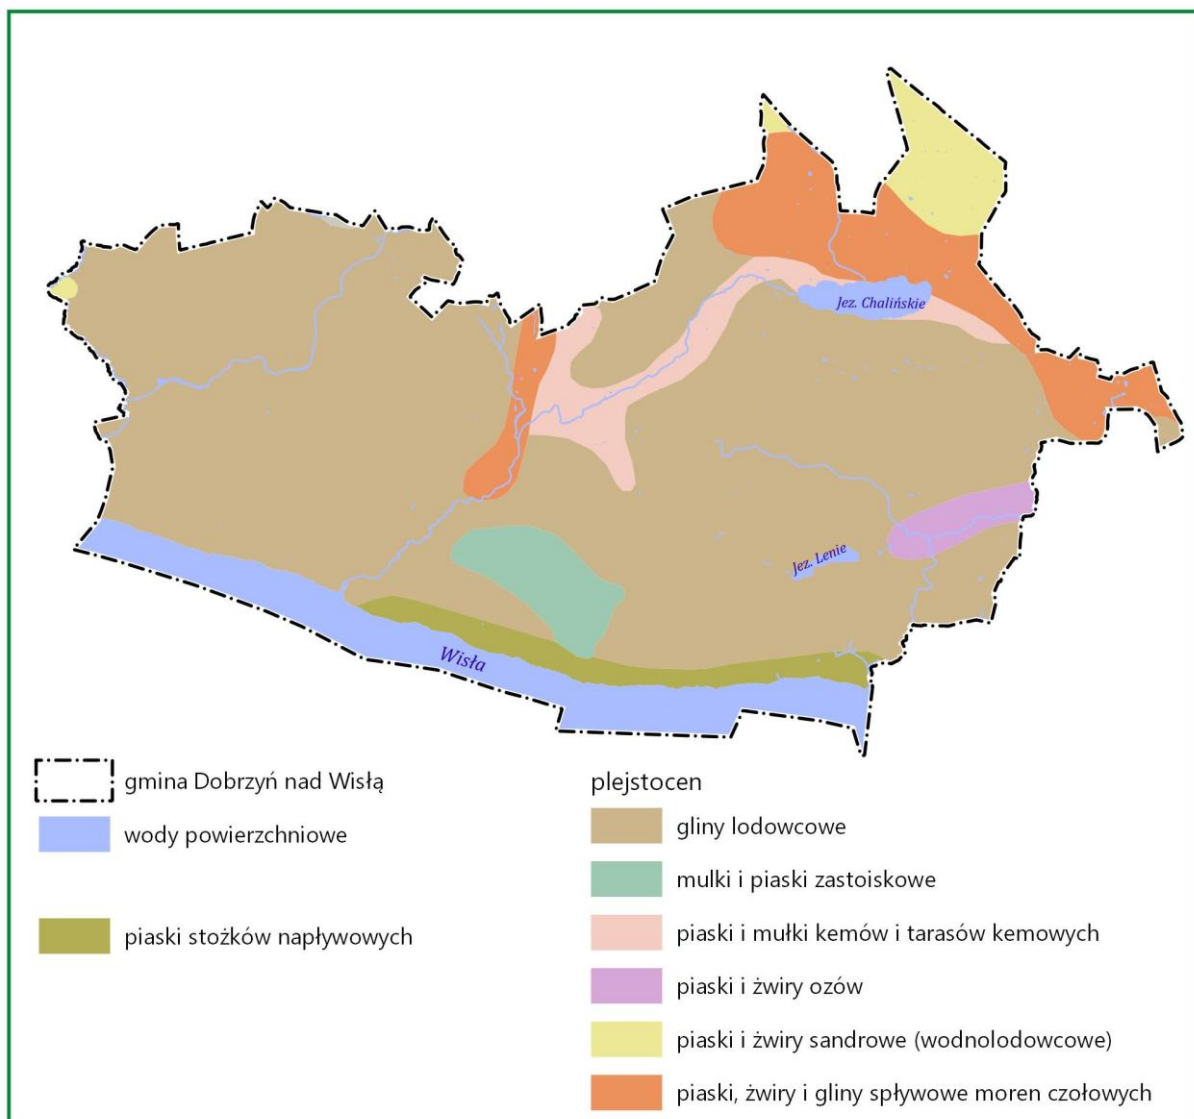 Jez. Chalińskie
Jez. Lenie
Wisła
gmina Dobrzyń nad Wisłą
wody powierzchniowe
piaski stożków napływowych
plejstocen
gliny lodowcowe
mulki i piaski zastoiskowe
piaski i mułki kemów i tarasów kemowych
piaski i żwiry ozów
piaski i żwiry sandrowe (wodnolodowcowe)
piaski, żwiry i gliny spływowe moren czołowych